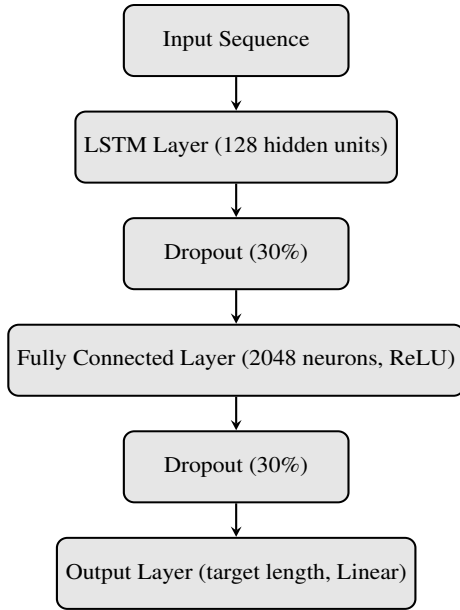 Input Sequence
LSTM Layer (128 hidden units)
Dropout (30%)
Fully Connected Layer (2048 neurons, ReLU)
Dropout (30%)
Output Layer (target length, Linear)